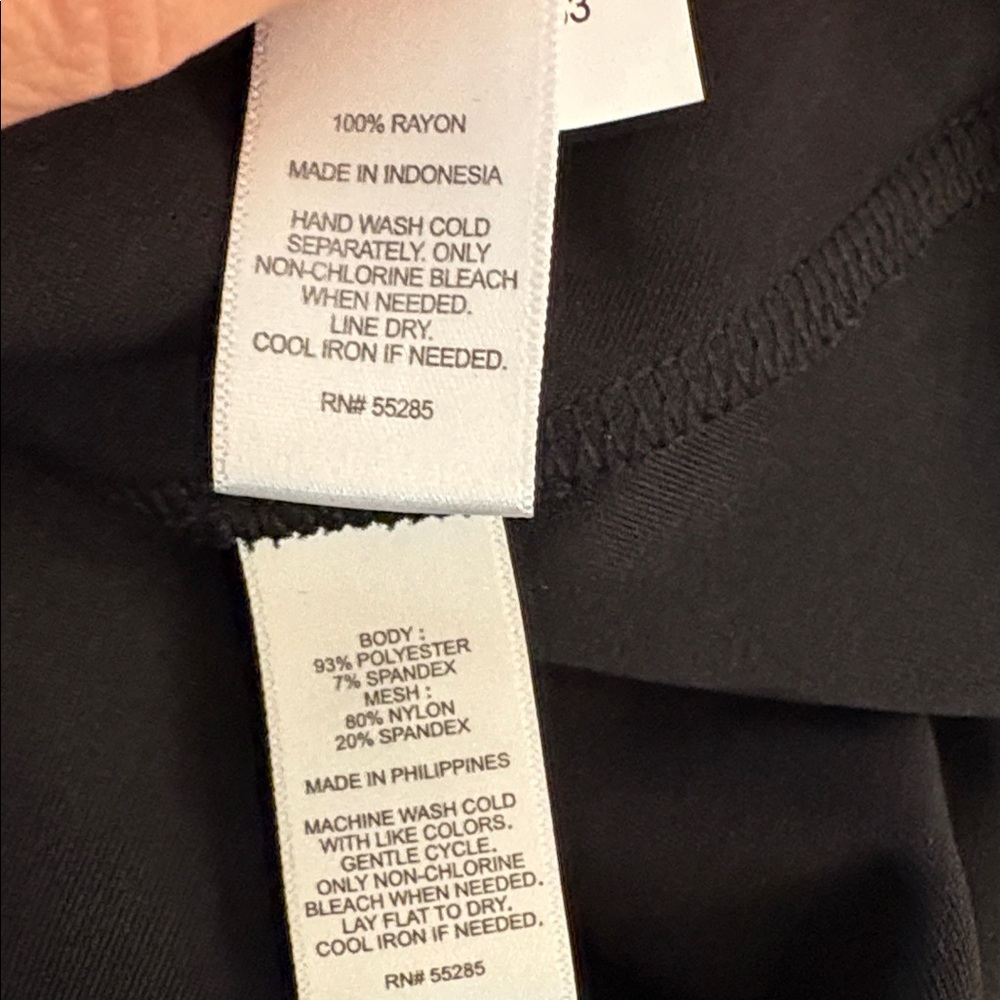 100% RAYON
MADE IN INDONESIA
HAND WASH COLD
SEPARATELY. ONLY
NON-CHLORINE BLEACH
WHEN NEEDED.
LINE DRY.
COOL IRON IF NEEDED.
RN# 55285
BODY :
93% POLYESTER
7% SPANDEX
MESH :
80% NYLON
20% SPANDEX
MADE IN PHILIPPINES
MACHINE WASH COLD
WITH LIKE COLORS.
GENTLE CYCLE.
ONLY NON-CHLORINE
BLEACH WHEN NEEDED.
LAY FLAT TO DRY.
COOL IRON IF NEEDED.
RN# 55285